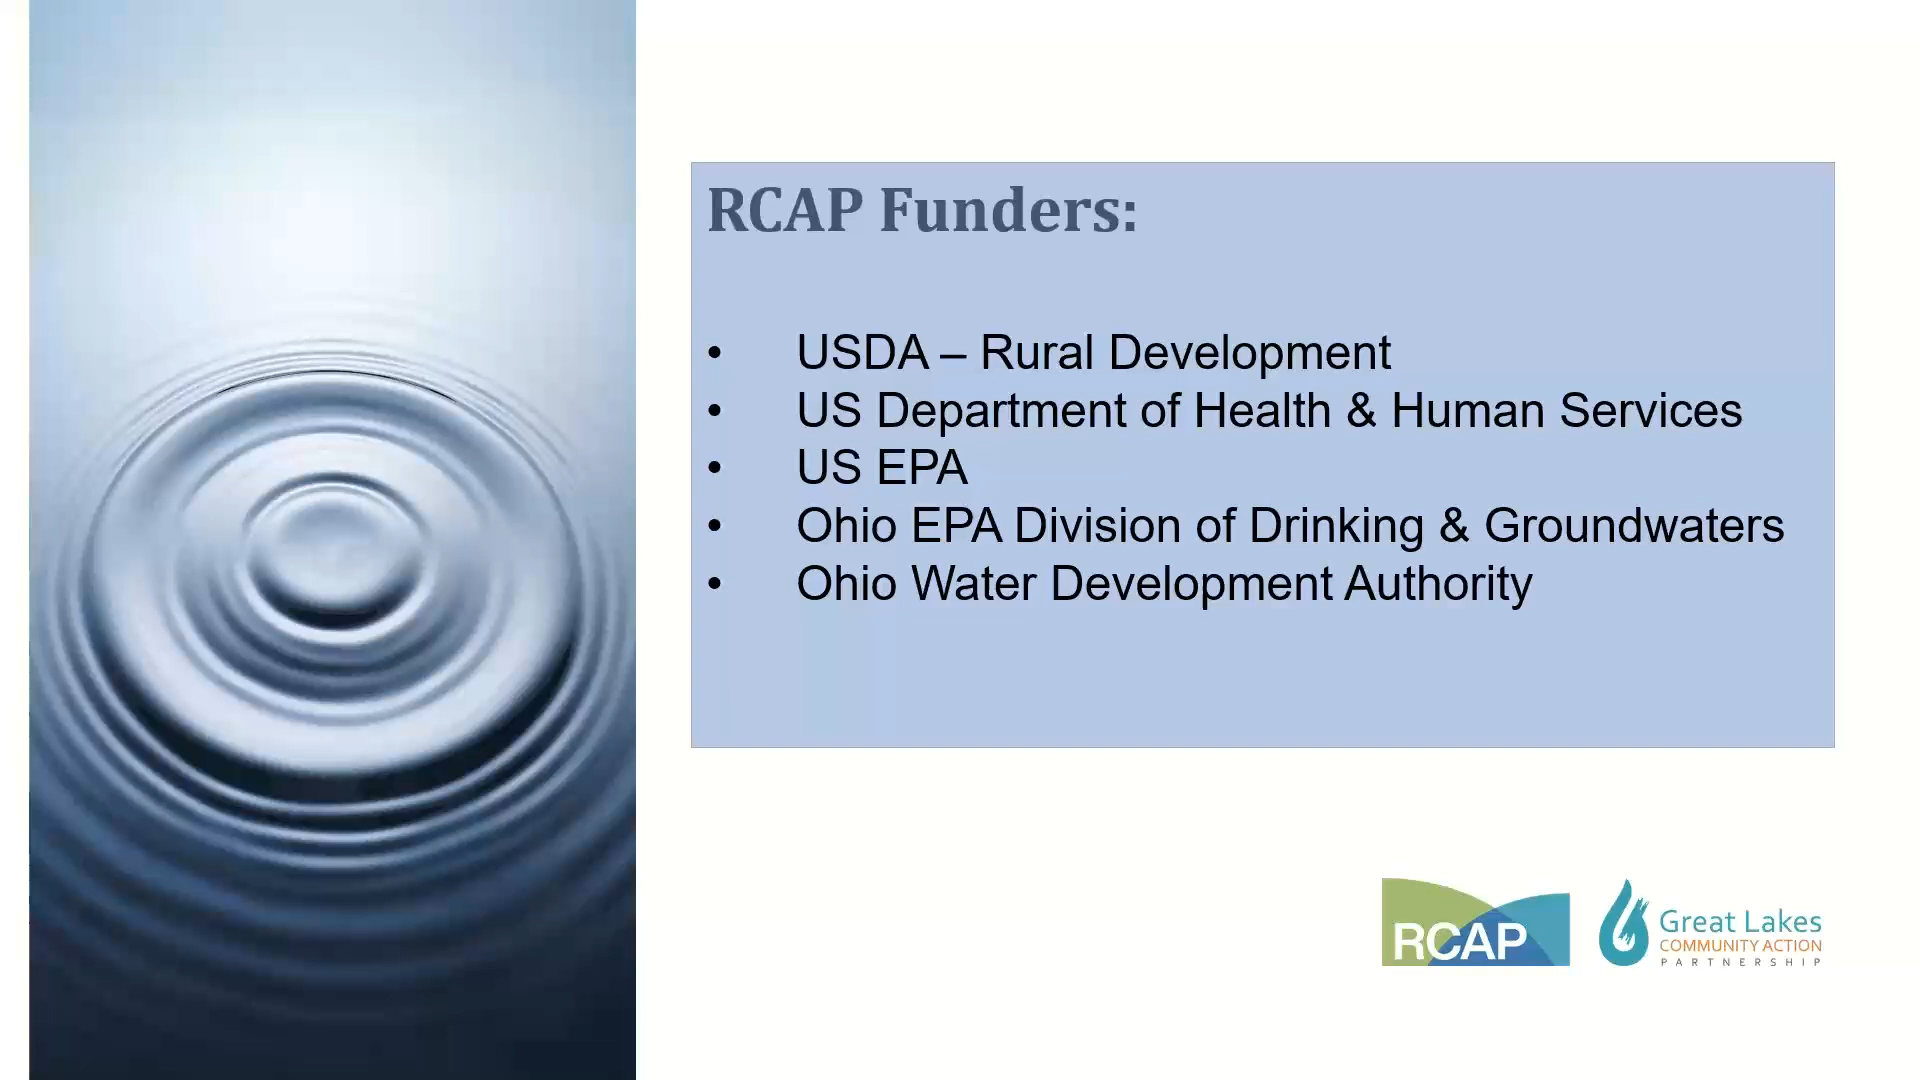 RCAP Funders:
• USDA – Rural Development
• US Department of Health & Human Services
• US EPA
• Ohio EPA Division of Drinking & Groundwaters
• Ohio Water Development Authority
RCAP
Great Lakes
COMMUNITY ACTION
PARTNERSHIP